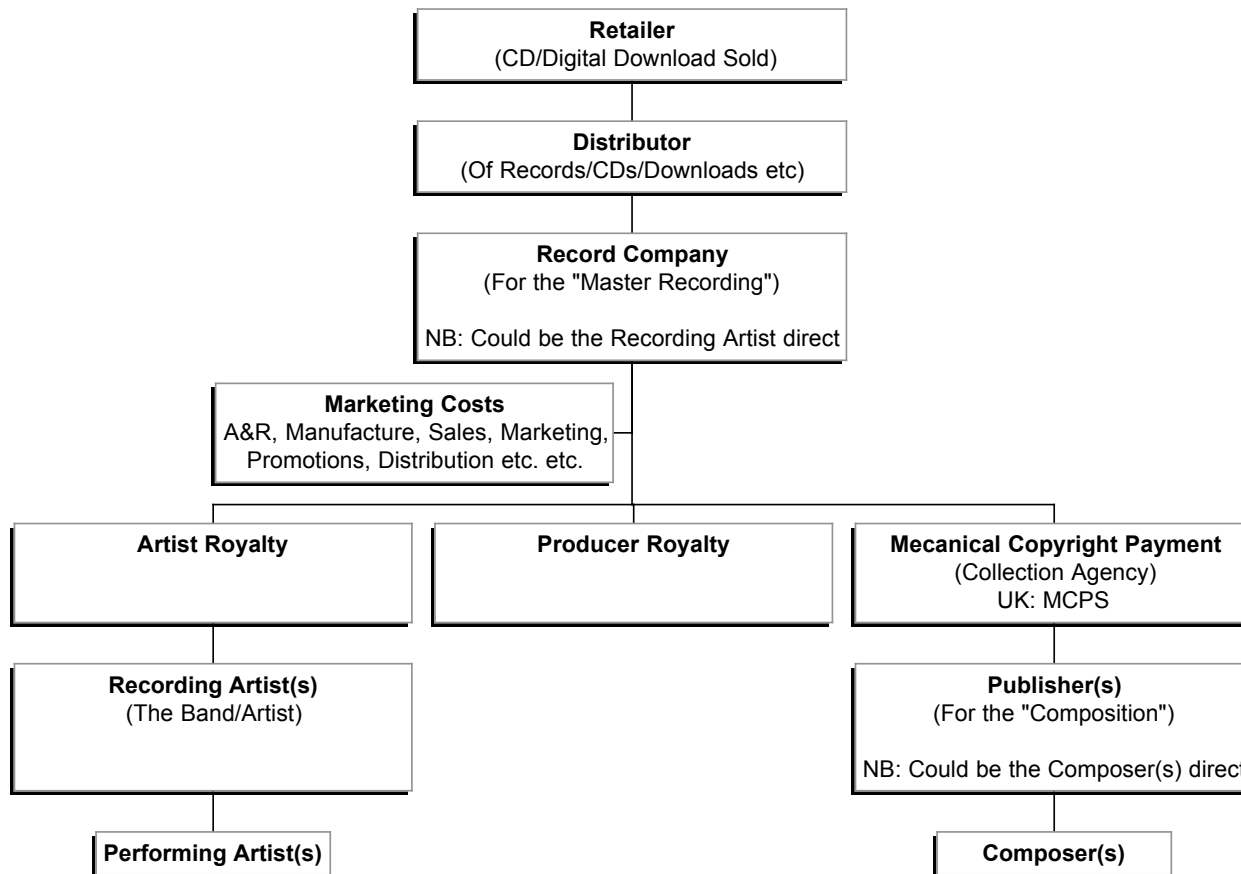 Retailer
(CD/Digital Download Sold)
Distributor
(Of Records/CDs/Downloads etc)
Record Company
(For the "Master Recording")
NB: Could be the Recording Artist direct
Marketing Costs
A&R, Manufacture, Sales, Marketing,
Promotions, Distribution etc. etc.
Artist Royalty
Producer Royalty
Mecanical Copyright Payment
(Collection Agency)
UK: MCPS
Recording Artist(s)
(The Band/Artist)
Publisher(s)
(For the "Composition")
NB: Could be the Composer(s) direct
Performing Artist(s)
Composer(s)